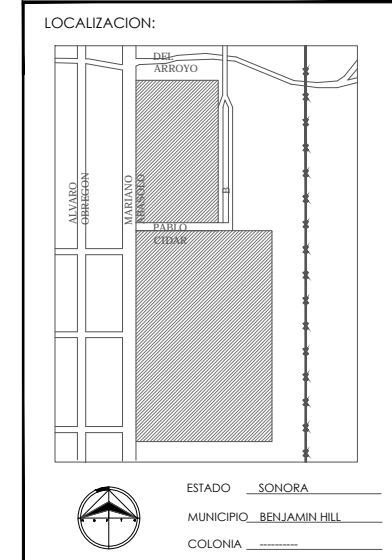 LOCALIZACION:
DEL
ARROYO
ALVARO
OBREGON
MARIANO
ABASOLO
B
PABLO
CIDAR
ESTADO SONORA
MUNICIPIO BENJAMIN HILL
COLONIA ----------